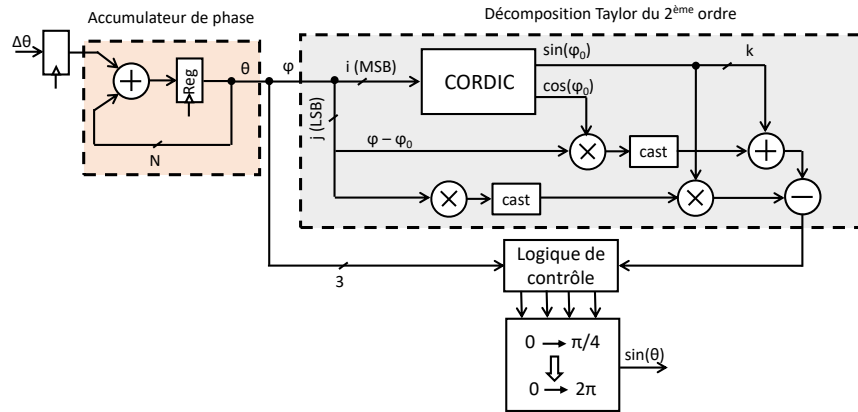 Accumulateur de phase
Décomposition Taylor du 2ème ordre
Δθ
+
Reg
θ
N
φ
i (MSB)
j (LSB)
CORDIC
sin(φ0)
cos(φ0)
k
φ – φ0
×
cast
+
×
cast
×
−
3
Logique de
contrôle
0 → π/4
0 → 2π
sin(θ)